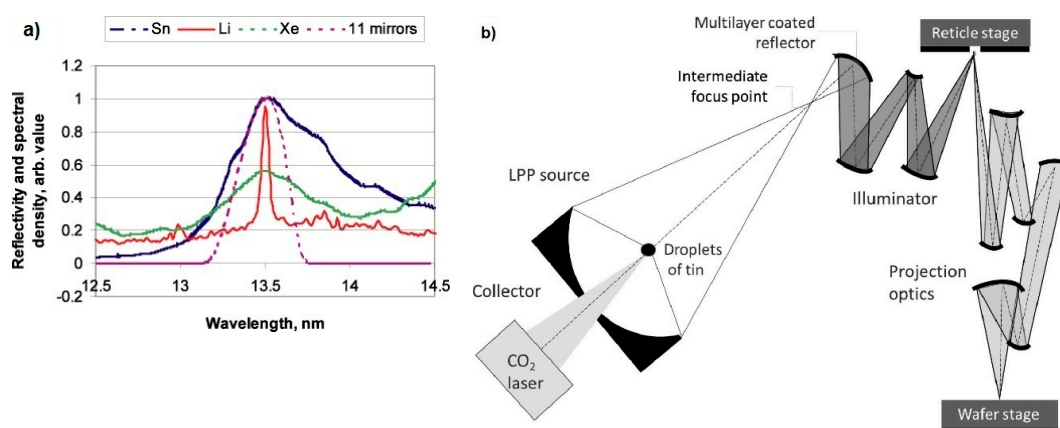 a)
Sn Li Xe 11 mirrors
Reflectivity and spectral
density, arb. value
1.2
1
0.8
0.6
0.4
0.2
0
-0.2
12.5 13 13.5 14 14.5
Wavelength, nm
b)
Multilayer coated
reflector
Reticle stage
Intermediate
focus point
LPP source
Illuminator
Droplets
of tin
Projection
optics
Collector
CO2
laser
Wafer stage